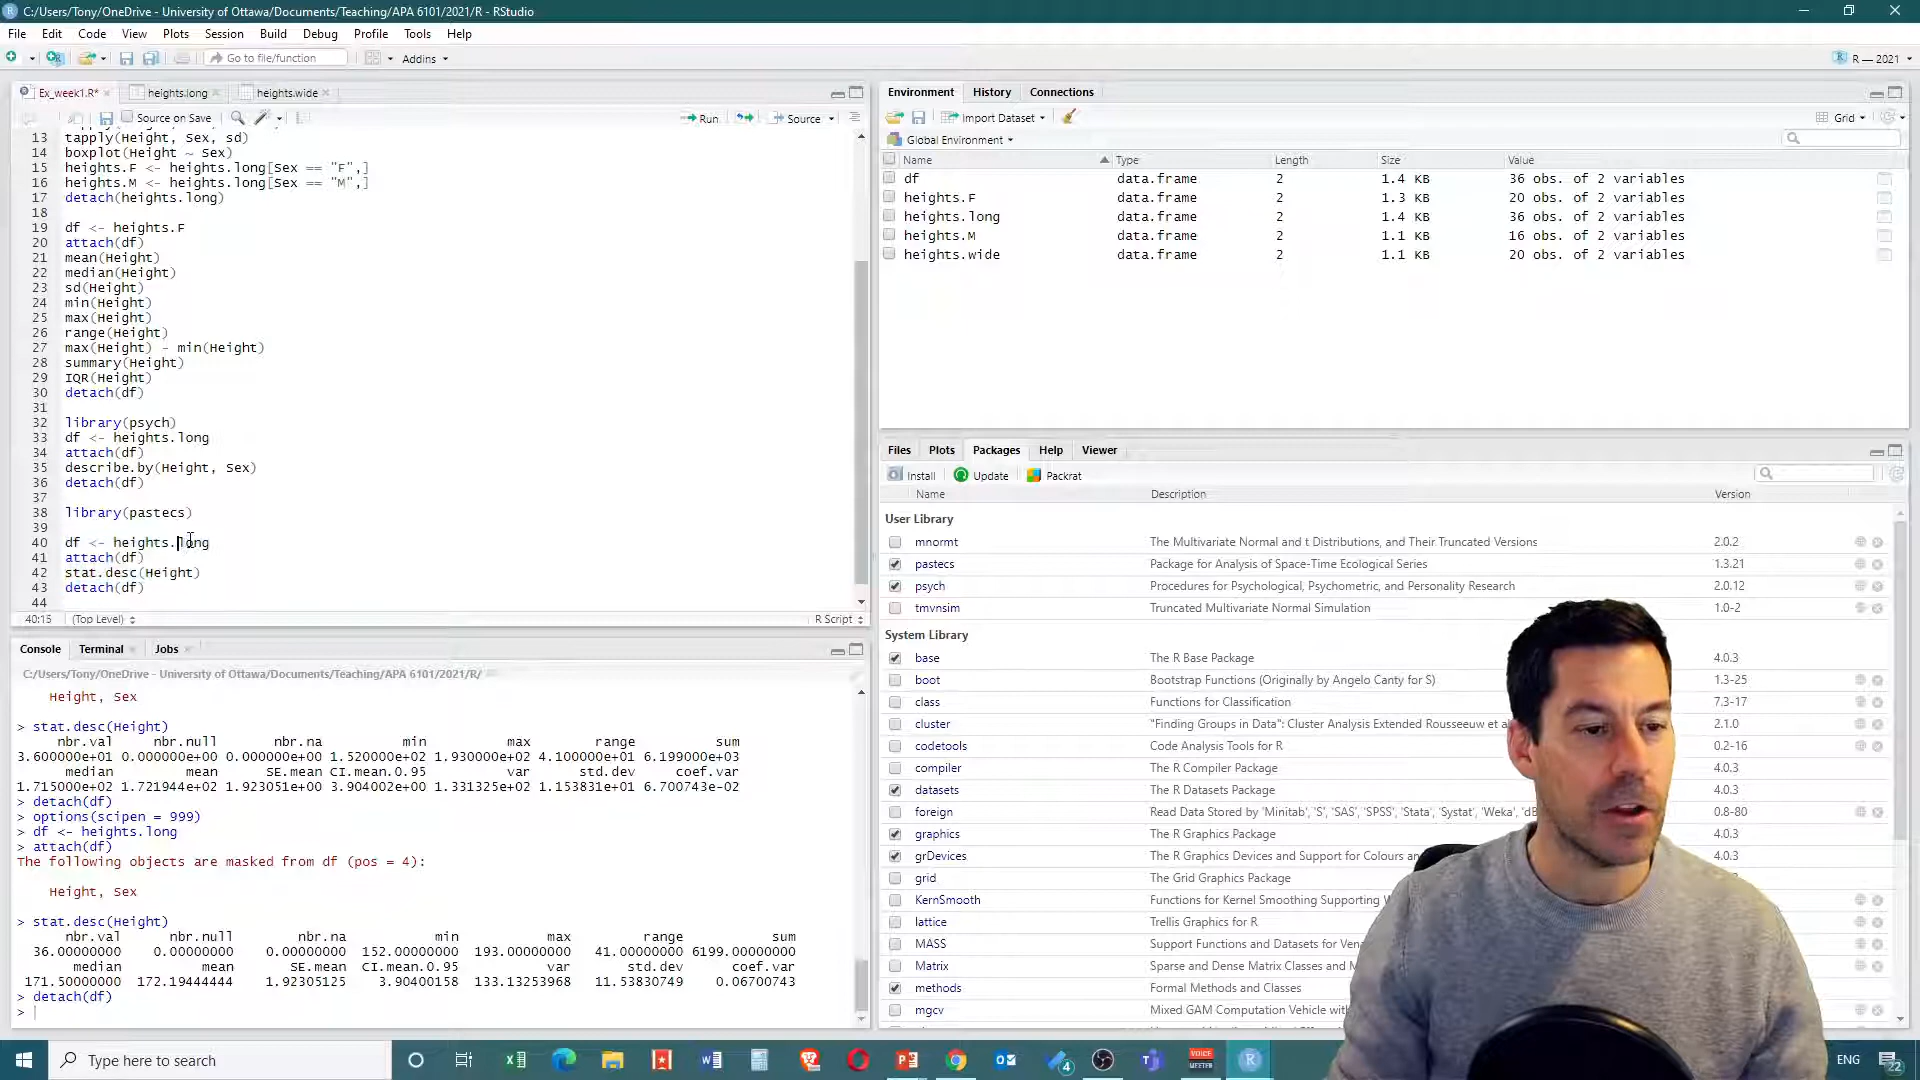 C:/Users/Tony/OneDrive - University of Ottawa/Documents/Teaching/APA 6101/2021/R - RStudio
File Edit Code View Plots Session Build Debug Profile Tools Help
Go to file/function Addins R — 2021
Ex_week1.R* heights.long heights.wide
Source on Save Run Source
13 tapply(Height, Sex, sd)
14 boxplot(Height ~ Sex)
15 heights.F <- heights.long[Sex == "F",]
16 heights.M <- heights.long[Sex == "M",]
17 detach(heights.long)
18
19 df <- heights.F
20 attach(df)
21 mean(Height)
22 median(Height)
23 sd(Height)
24 min(Height)
25 max(Height)
26 range(Height)
27 max(Height) - min(Height)
28 summary(Height)
29 IQR(Height)
30 detach(df)
31
32 library(psych)
33 df <- heights.long
34 attach(df)
35 describe.by(Height, Sex)
36 detach(df)
37
38 library(pastecs)
39
40 df <- heights.long
41 attach(df)
42 stat.desc(Height)
43 detach(df)
44
40:15 (Top Level) R Script
Console Terminal Jobs
C:/Users/Tony/OneDrive - University of Ottawa/Documents/Teaching/APA 6101/2021/R/
Height, Sex
> stat.desc(Height)
nbr.val nbr.null nbr.na min max range sum
3.600000e+01 0.000000e+00 0.000000e+00 1.520000e+02 1.930000e+02 4.100000e+01 6.199000e+03
median mean SE.mean CI.mean.0.95 var std.dev coef.var
1.715000e+02 1.721944e+02 1.923051e+00 3.904002e+00 1.331325e+02 1.153831e+01 6.700743e-02
> detach(df)
> options(scipen = 999)
> df <- heights.long
> attach(df)
The following objects are masked from df (pos = 4):
Height, Sex
> stat.desc(Height)
nbr.val nbr.null nbr.na min max range sum
36.00000000 0.00000000 0.00000000 152.00000000 193.00000000 41.00000000 6199.00000000
median mean SE.mean CI.mean.0.95 var std.dev coef.var
171.50000000 172.19444444 1.92305125 3.90400158 133.13253968 11.53830749 0.06700743
> detach(df)
>
Environment History Connections
Import Dataset Grid
Global Environment
Name Type Length Size Value
df data.frame 2 1.4 KB 36 obs. of 2 variables
heights.F data.frame 2 1.3 KB 20 obs. of 2 variables
heights.long data.frame 2 1.4 KB 36 obs. of 2 variables
heights.M data.frame 2 1.1 KB 16 obs. of 2 variables
heights.wide data.frame 2 1.1 KB 20 obs. of 2 variables
Files Plots Packages Help Viewer
Install Update Packrat
Name Description Version
User Library
mnormt The Multivariate Normal and t Distributions, and Their Truncated Versions 2.0.2
pastecs Package for Analysis of Space-Time Ecological Series 1.3.21
psych Procedures for Psychological, Psychometric, and Personality Research 2.0.12
tmvnsim Truncated Multivariate Normal Simulation 1.0-2
System Library
base The R Base Package 4.0.3
boot Bootstrap Functions (Originally by Angelo Canty for S) 1.3-25
class Functions for Classification 7.3-17
cluster "Finding Groups in Data": Cluster Analysis Extended Rousseeuw et al 2.1.0
codetools Code Analysis Tools for R 0.2-16
compiler The R Compiler Package 4.0.3
datasets The R Datasets Package 4.0.3
foreign Read Data Stored by 'Minitab', 'S', 'SAS', 'SPSS', 'Stata', 'Systat', 'Weka', 0.8-80
graphics The R Graphics Package 4.0.3
grDevices The R Graphics Devices and Support for Colours 4.0.3
grid The Grid Graphics Package
KernSmooth Functions for Kernel Smoothing Supporting
lattice Trellis Graphics for R
MASS Support Functions and Datasets for
Matrix Sparse and Dense Matrix Classes and
methods Formal Methods and Classes
mgcv Mixed GAM Computation Vehicle
Type here to search 4 VOICE MEETER ENG 22